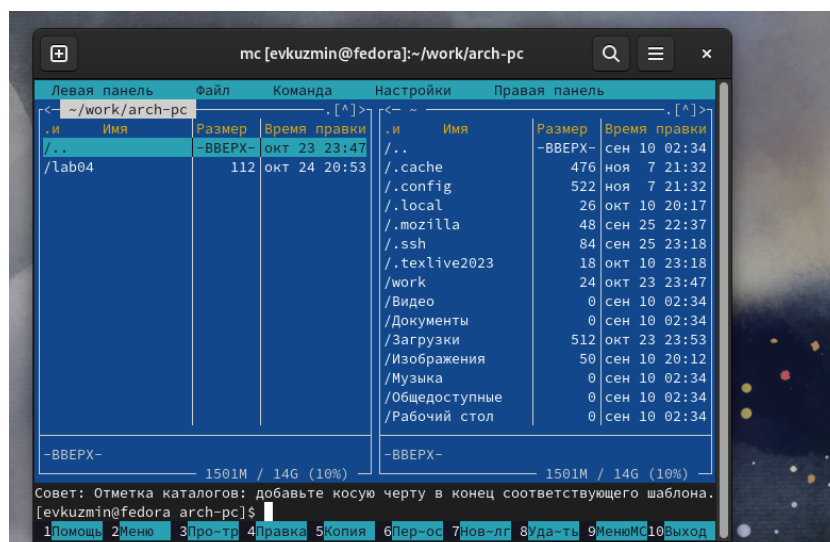 mc [evkuzmin@fedora]:~/work/arch-pc
Левая панель Файл Команда Настройки Правая панель
<— ~/work/arch-pc .[^]> <— ~ .[^]>
.и Имя Размер Время правки .и Имя Размер Время правки
/.. -ВВЕРХ- окт 23 23:47 /.. -ВВЕРХ- сен 10 02:34
/lab04 112 окт 24 20:53 /.cache 476 ноя 7 21:32
/.config 522 ноя 7 21:32
/.local 26 окт 10 20:17
/.mozilla 48 сен 25 22:37
/.ssh 84 сен 25 23:18
/.texlive2023 18 окт 10 23:18
/work 24 окт 23 23:47
/Видео 0 сен 10 02:34
/Документы 0 сен 10 02:34
/Загрузки 512 окт 23 23:53
/Изображения 50 сен 10 20:12
/Музыка 0 сен 10 02:34
/Общедоступные 0 сен 10 02:34
/Рабочий стол 0 сен 10 02:34
-ВВЕРХ- -ВВЕРХ-
1501M / 14G (10%) 1501M / 14G (10%)
Совет: Отметка каталогов: добавьте косую черту в конец соответствующего шаблона.
[evkuzmin@fedora arch-pc]$
1Помощь 2Меню 3Про~тр 4Правка 5Копия 6Пер~ос 7Нов~лг 8Уда~ть 9МенюMC 10Выход